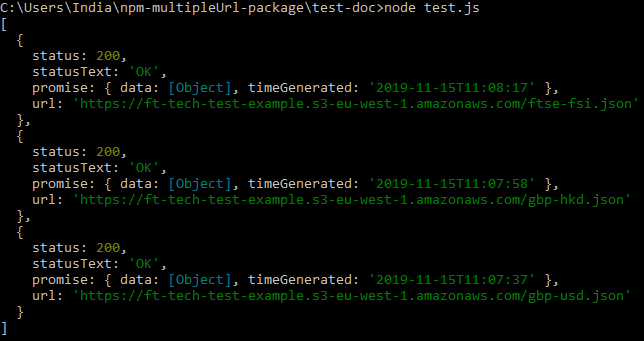 C:\Users\India\npm-multipleUrl-package\test-doc>node test.js
[
  {
    status: 200,
    statusText: 'OK',
    promise: { data: [Object], timeGenerated: '2019-11-15T11:08:17' },
    url: 'https://ft-tech-test-example.s3-eu-west-1.amazonaws.com/ftse-fsi.json'
  },
  {
    status: 200,
    statusText: 'OK',
    promise: { data: [Object], timeGenerated: '2019-11-15T11:07:58' },
    url: 'https://ft-tech-test-example.s3-eu-west-1.amazonaws.com/gbp-hkd.json'
  },
  {
    status: 200,
    statusText: 'OK',
    promise: { data: [Object], timeGenerated: '2019-11-15T11:07:37' },
    url: 'https://ft-tech-test-example.s3-eu-west-1.amazonaws.com/gbp-usd.json'
  }
]